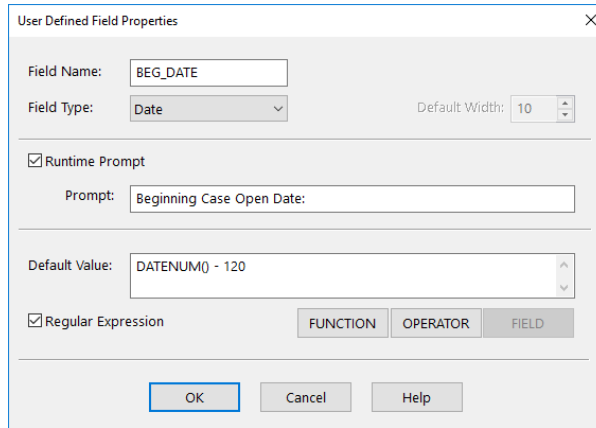 User Defined Field Properties
Field Name: BEG_DATE
Field Type: Date Default Width: 10
Runtime Prompt
Prompt: Beginning Case Open Date:
Default Value: DATENUM() - 120
Regular Expression FUNCTION OPERATOR FIELD
OK Cancel Help